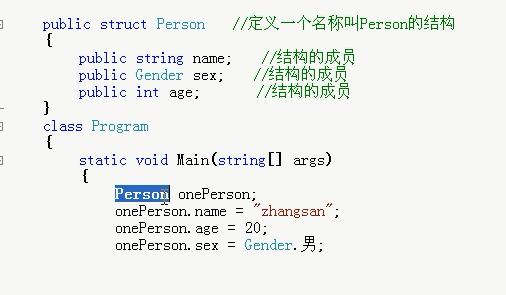 public struct Person //定义一个名称叫Person的结构
{
public string name; //结构的成员
public Gender sex; //结构的成员
public int age; //结构的成员
}
class Program
{
static void Main(string[] args)
{
Person onePerson;
onePerson.name = "zhangsan";
onePerson.age = 20;
onePerson.sex = Gender.男;